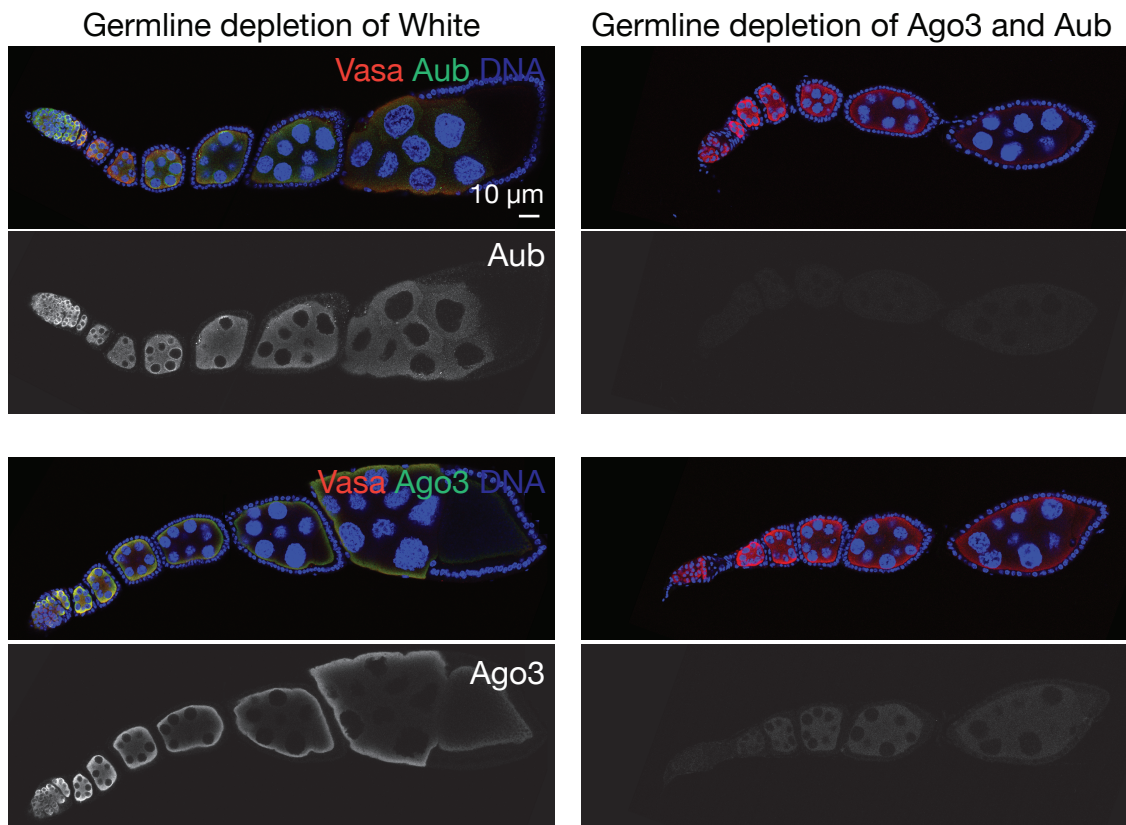 Germline depletion of White
Germline depletion of Ago3 and Aub
Vasa Aub DNA
10 µm
Aub
Vasa Ago3 DNA
Ago3